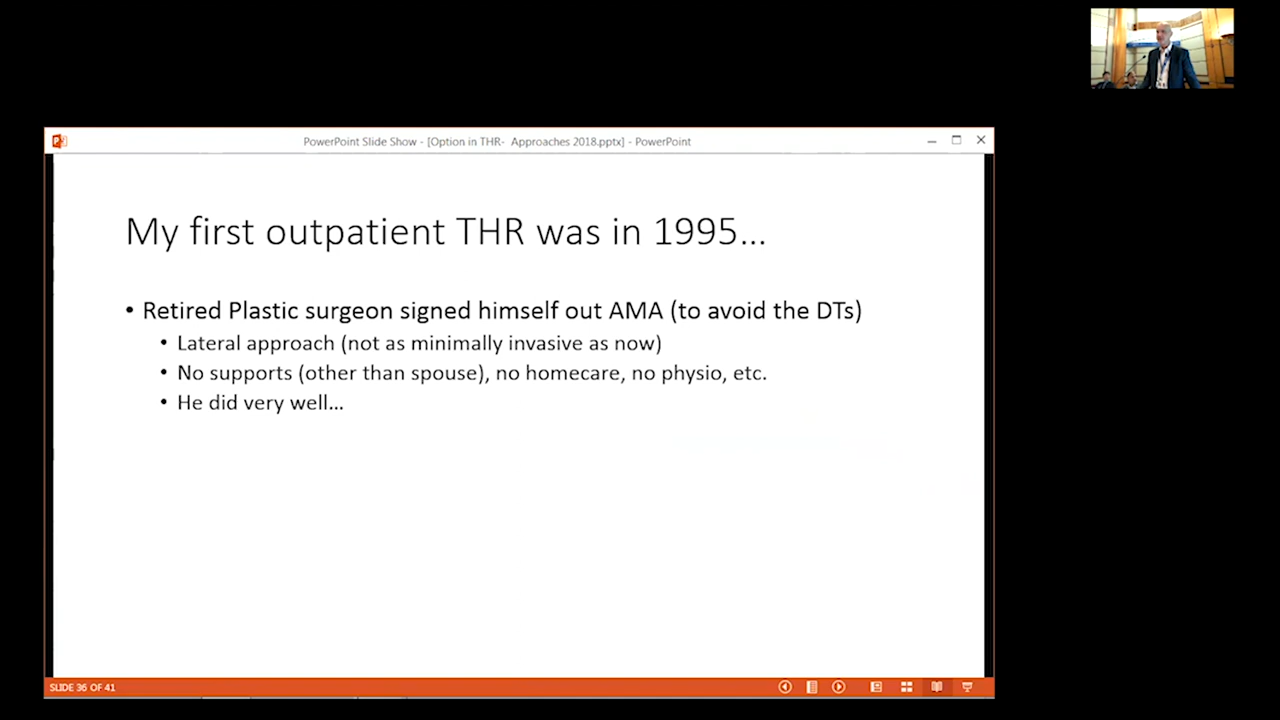 PowerPoint Slide Show - [Option in THR- Approaches 2018.pptx] - PowerPoint
My first outpatient THR was in 1995...
• Retired Plastic surgeon signed himself out AMA (to avoid the DTs)
• Lateral approach (not as minimally invasive as now)
• No supports (other than spouse), no homecare, no physio, etc.
• He did very well...
SLIDE 36 OF 41